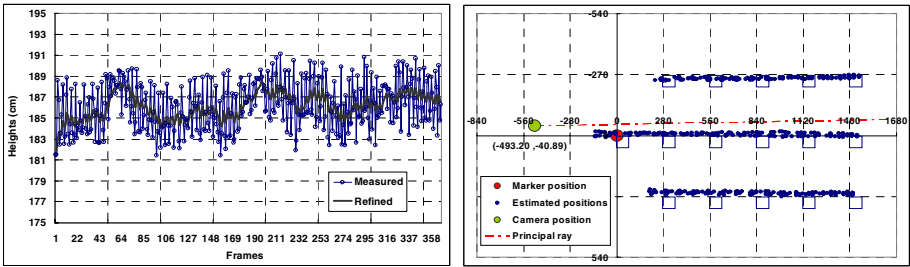 195
193
191
189
187
185
183
181
179
177
175
Heights (cm)
Measured
Refined
1 22 43 64 85 106 127 148 169 190 211 232 253 274 295 316 337 358
Frames
-540
-270
-840 -560 -280 0 280 560 840 1120 1400 1680
(-493.20 ,-40.89)
Marker position
Estimated positions
Camera position
Principal ray
540